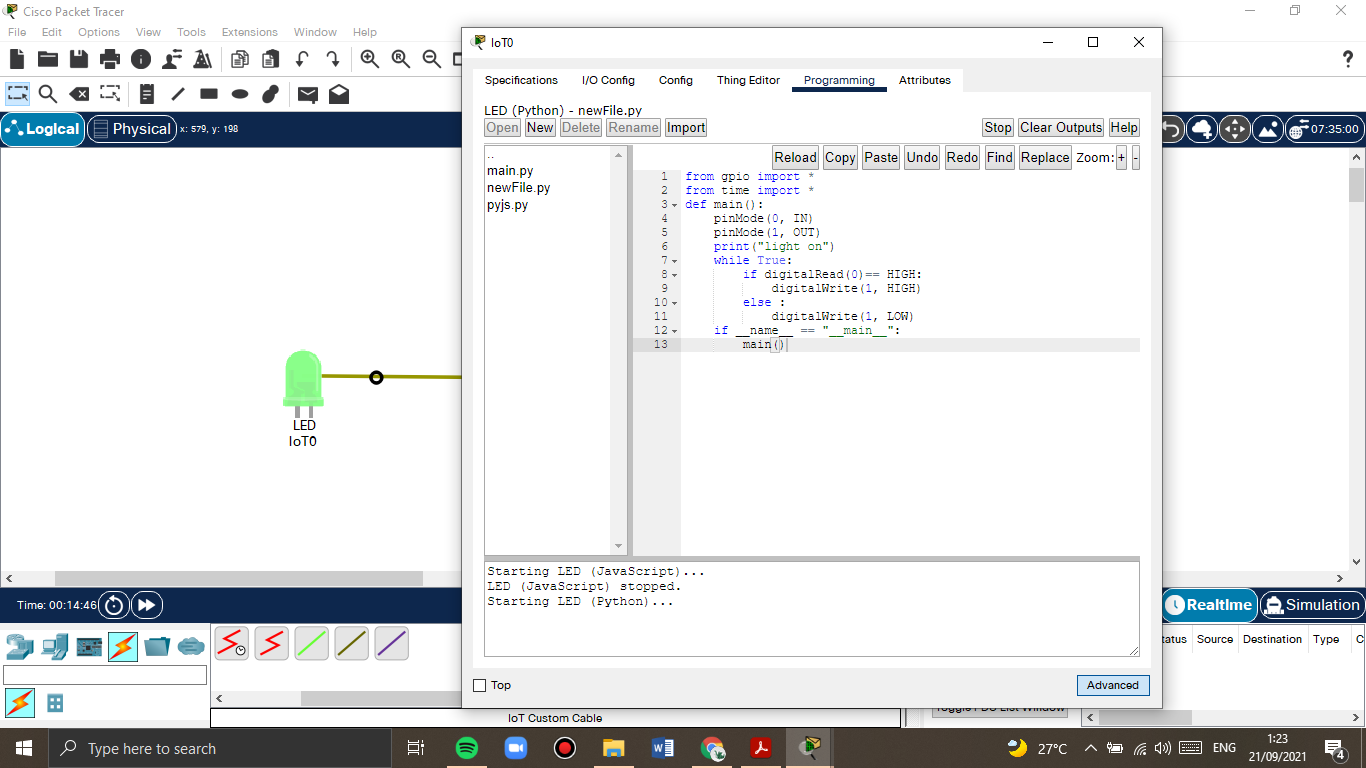 Cisco Packet Tracer
File Edit Options View Tools Extensions Window Help
Logical Physical x: 579, y: 198
07:35:00
IoT0
Specifications I/O Config Config Thing Editor Programming Attributes
LED (Python) - newFile.py
Open New Delete Rename Import Stop Clear Outputs Help
Reload Copy Paste Undo Redo Find Replace Zoom: + -
..
main.py
newFile.py
pyjs.py
1 from gpio import *
2 from time import *
3 def main():
4 pinMode(0, IN)
5 pinMode(1, OUT)
6 print("light on")
7 while True:
8 if digitalRead(0)== HIGH:
9 digitalWrite(1, HIGH)
10 else :
11 digitalWrite(1, LOW)
12 if __name__ == "__main__":
13 main()
LED
IoT0
Starting LED (JavaScript)...
LED (JavaScript) stopped.
Starting LED (Python)...
Top
Advanced
Time: 00:14:46
Realtime Simulation
Source Destination Type
IoT Custom Cable
Type here to search
27°C
ENG
1:23
21/09/2021
4